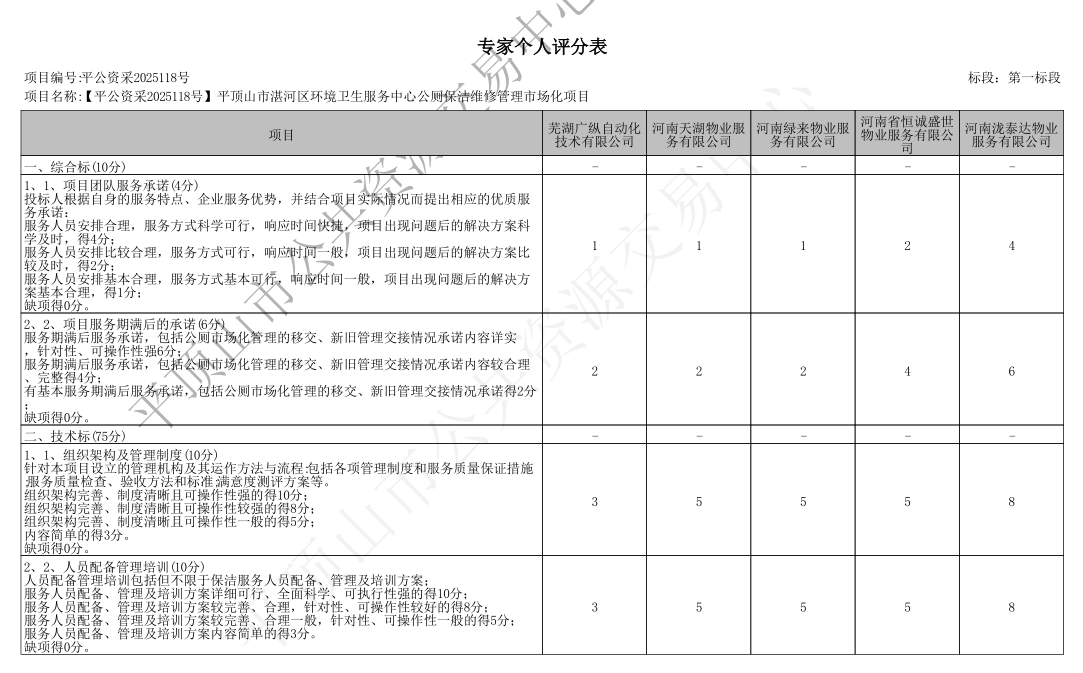 专家个人评分表
项目编号:平公资采2025118号 标段：第一标段
项目名称:【平公资采2025118号】平顶山市湛河区环境卫生服务中心公厕保洁维修管理市场化项目
项目 芜湖广纵自动化技术有限公司 河南天湖物业服务有限公司 河南绿来物业服务有限公司 河南省恒诚盛世物业服务有限公司 河南泷泰达物业服务有限公司
一、综合标(10分) – – – – –
1、1、项目团队服务承诺(4分)
投标人根据自身的服务特点、企业服务优势，并结合项目实际情况而提出相应的优质服
务承诺；
服务人员安排合理，服务方式科学可行，响应时间快捷，项目出现问题后的解决方案科
学及时，得4分；
服务人员安排比较合理，服务方式可行，响应时间一般，项目出现问题后的解决方案比
较及时，得2分；
服务人员安排基本合理，服务方式基本可行，响应时间一般，项目出现问题后的解决方
案基本合理，得1分；
缺项得0分。
1 1 1 2 4
2、2、项目服务期满后的承诺(6分)
服务期满后服务承诺，包括公厕市场化管理的移交、新旧管理交接情况承诺内容详实
，针对性、可操作性强6分；
服务期满后服务承诺，包括公厕市场化管理的移交、新旧管理交接情况承诺内容较合理
、完整得4分；
有基本服务期满后服务承诺，包括公厕市场化管理的移交、新旧管理交接情况承诺得2分
；
缺项得0分。
2 2 2 4 6
二、技术标(75分) – – – – –
1、1、组织架构及管理制度(10分)
针对本项目设立的管理机构及其运作方法与流程;包括各项管理制度和服务质量保证措施
;服务质量检查、验收方法和标准;满意度测评方案等。
组织架构完善、制度清晰且可操作性强的得10分；
组织架构完善、制度清晰且可操作性较强的得8分；
组织架构完善、制度清晰且可操作性一般的得5分；
内容简单的得3分。
缺项得0分。
3 5 5 5 8
2、2、人员配备管理培训(10分)
人员配备管理培训包括但不限于保洁服务人员配备、管理及培训方案；
服务人员配备、管理及培训方案详细可行、全面科学、可执行性强的得10分；
服务人员配备、管理及培训方案较完善、合理，针对性、可操作性较好的得8分；
服务人员配备、管理及培训方案较完善、合理一般，针对性、可操作性一般的得5分；
服务人员配备、管理及培训方案内容简单的得3分。
缺项得0分。
3 5 5 5 8
平顶山市公共资源交易中心
平顶山市公共资源交易中心